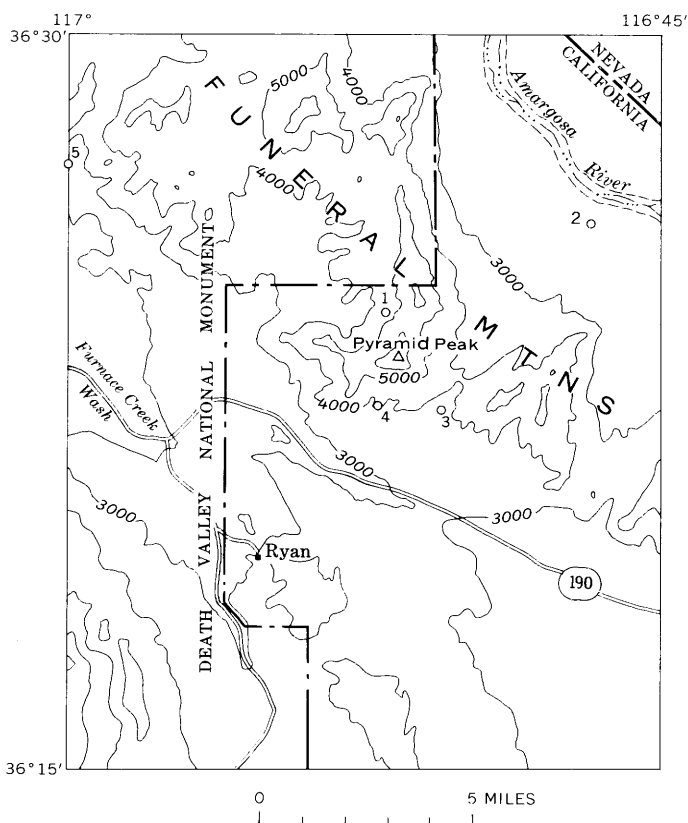 117°
116°45'
36°30'
NEVADA
CALIFORNIA
5000
4000
Amargosa
River
FUNERAL MTNS
5
4000
2
3000
MONUMENT
1
Pyramid Peak
5000
4000
4
3
Furnace Creek
Wash
NATIONAL
3000
3000
3000
VALLEY
Ryan
190
DEATH
36°15'
0
5 MILES